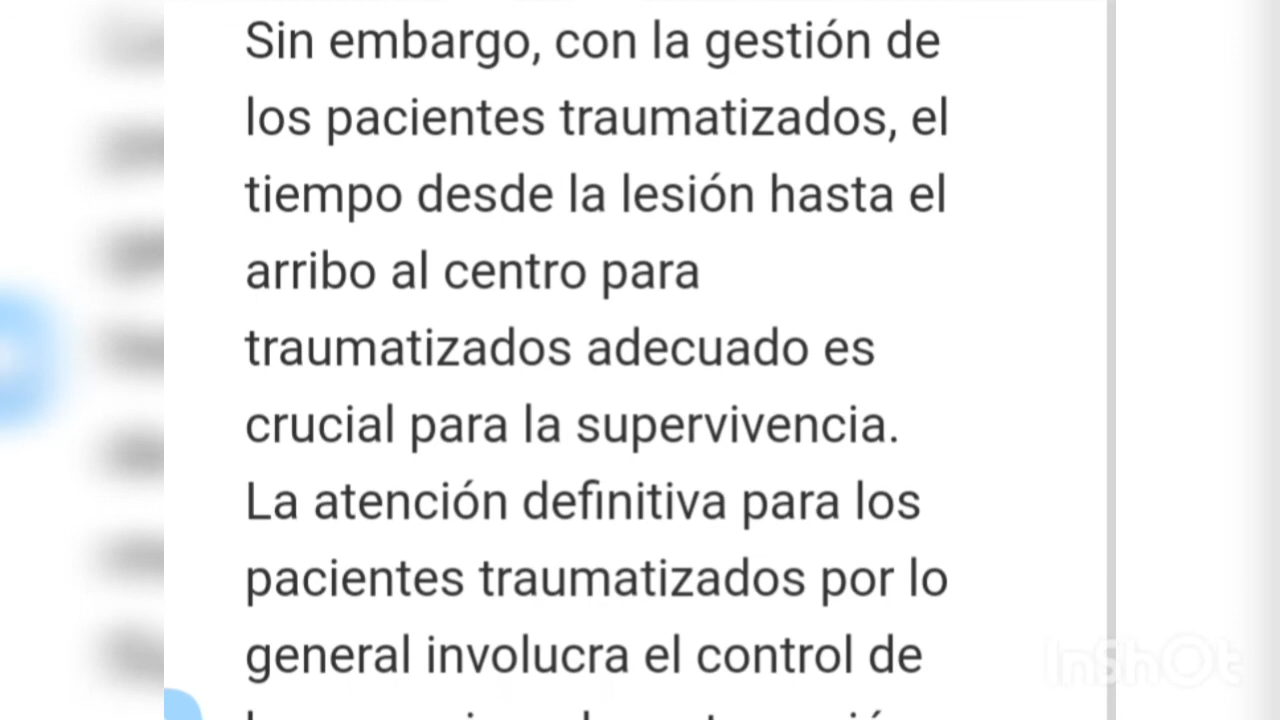 Sin embargo, con la gestión de
los pacientes traumatizados, el
tiempo desde la lesión hasta el
arribo al centro para
traumatizados adecuado es
crucial para la supervivencia.
La atención definitiva para los
pacientes traumatizados por lo
general involucra el control de
InShOt